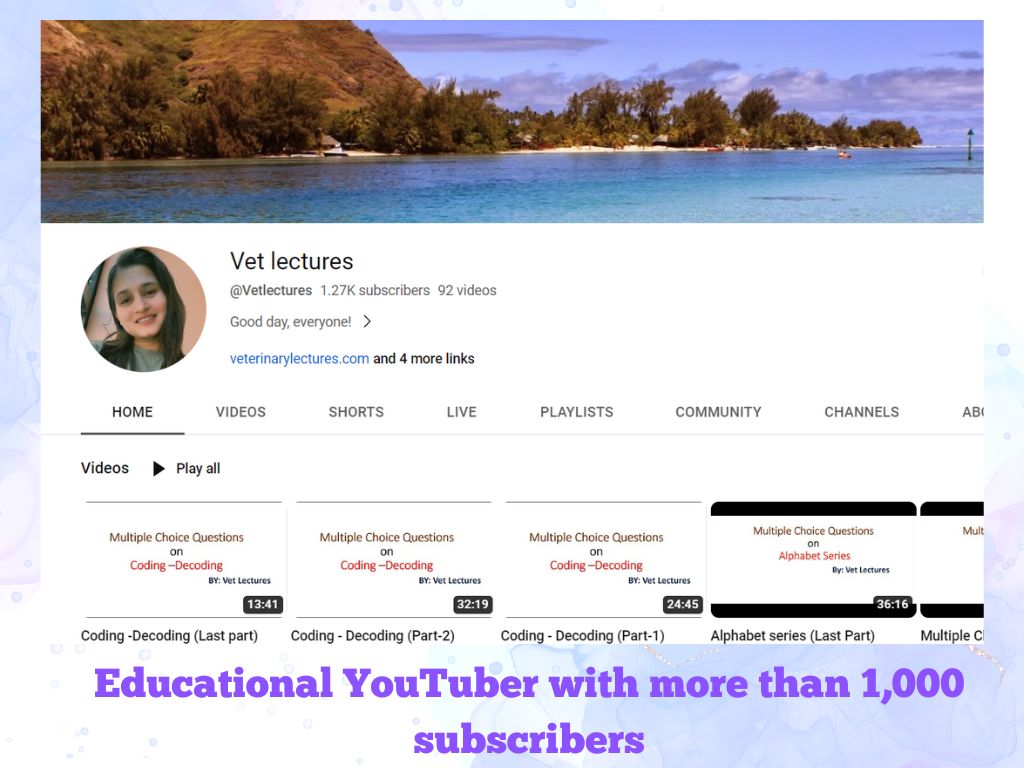 Vet lectures
@Vetlectures 1.27K subscribers 92 videos
Good day, everyone!
veterinarylectures.com and 4 more links
HOME VIDEOS SHORTS LIVE PLAYLISTS COMMUNITY CHANNELS
Videos Play all
Multiple Choice Questions
on
Coding –Decoding
BY: Vet Lectures
13:41
Coding -Decoding (Last part)
Multiple Choice Questions
on
Coding –Decoding
BY: Vet Lectures
32:19
Coding - Decoding (Part-2)
Multiple Choice Questions
on
Coding –Decoding
BY: Vet Lectures
24:45
Coding - Decoding (Part-1)
Multiple Choice Questions
on
Alphabet Series
By: Vet Lectures
36:16
Alphabet series (Last Part)
Multiple
Educational YouTuber with more than 1,000
subscribers